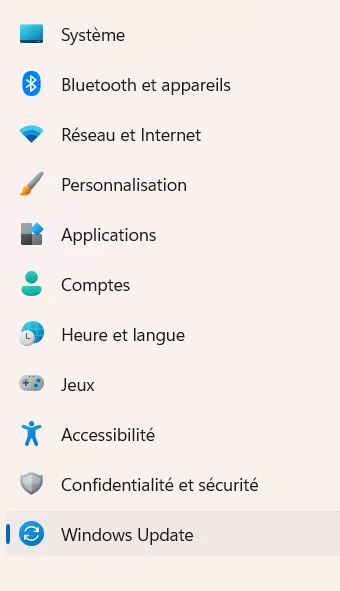 Système
Bluetooth et appareils
Réseau et Internet
Personnalisation
Applications
Comptes
Heure et langue
Jeux
Accessibilité
Confidentialité et sécurité
Windows Update